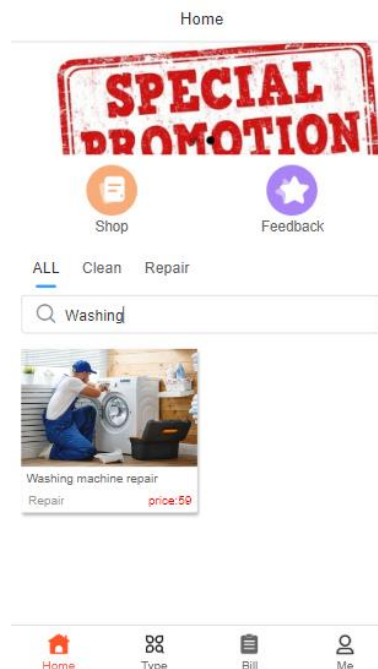 Home
SPECIAL
PROMOTION
Shop Feedback
ALL Clean Repair
Washing
Washing machine repair
Repair price:59
Home Type Bill Me